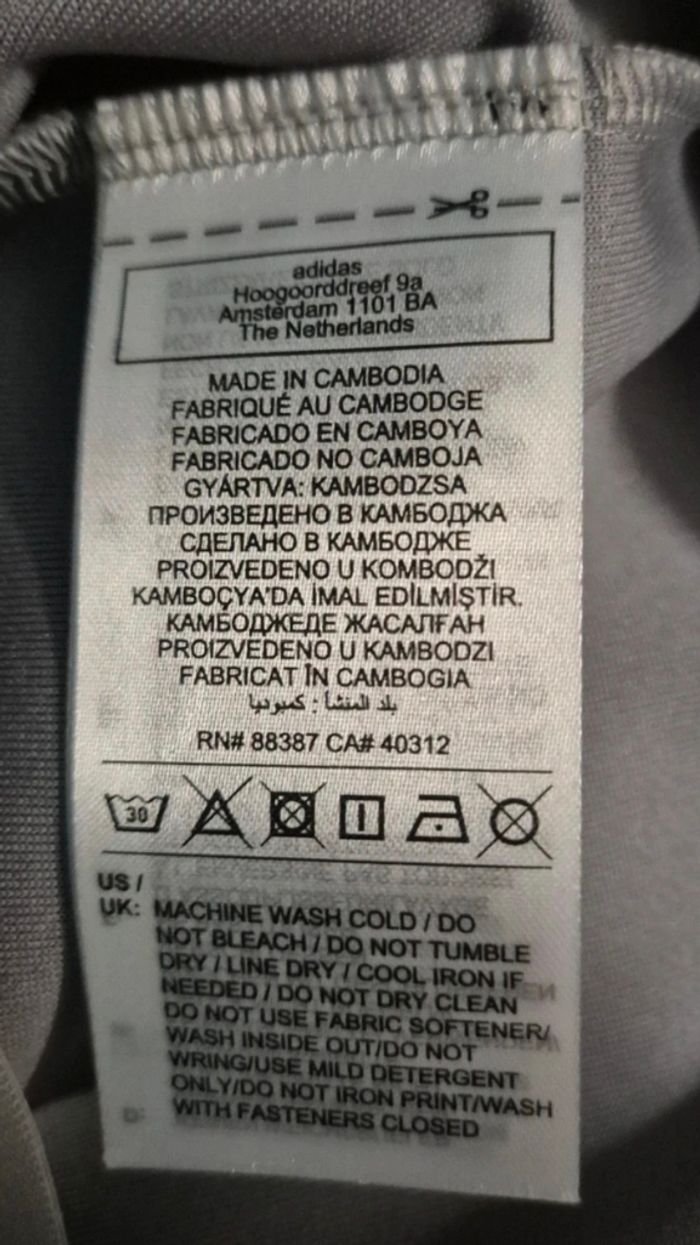 adidas
Hoogoorddreef 9a
Amsterdam 1101 BA
The Netherlands
MADE IN CAMBODIA
FABRIQUÉ AU CAMBODGE
FABRICADO EN CAMBOYA
FABRICADO NO CAMBOJA
GYÁRTVA: KAMBODZSA
ПРОИЗВЕДЕНО В КАМБОДЖА
СДЕЛАНО В КАМБОДЖЕ
PROIZVEDENO U KOMBODŽI
KAMBOÇYA'DA İMAL EDİLMİŞTİR.
КАМБОДЖЕДЕ ЖАСАЛҒАН
PROIZVEDENO U KAMBODZI
FABRICAT ÎN CAMBOGIA
بلد المنشأ : كمبوديا
RN# 88387 CA# 40312
30
US /
UK: MACHINE WASH COLD / DO
NOT BLEACH / DO NOT TUMBLE
DRY / LINE DRY / COOL IRON IF
NEEDED / DO NOT DRY CLEAN
DO NOT USE FABRIC SOFTENER/
WASH INSIDE OUT/DO NOT
WRING/USE MILD DETERGENT
ONLY/DO NOT IRON PRINT/WASH
WITH FASTENERS CLOSED